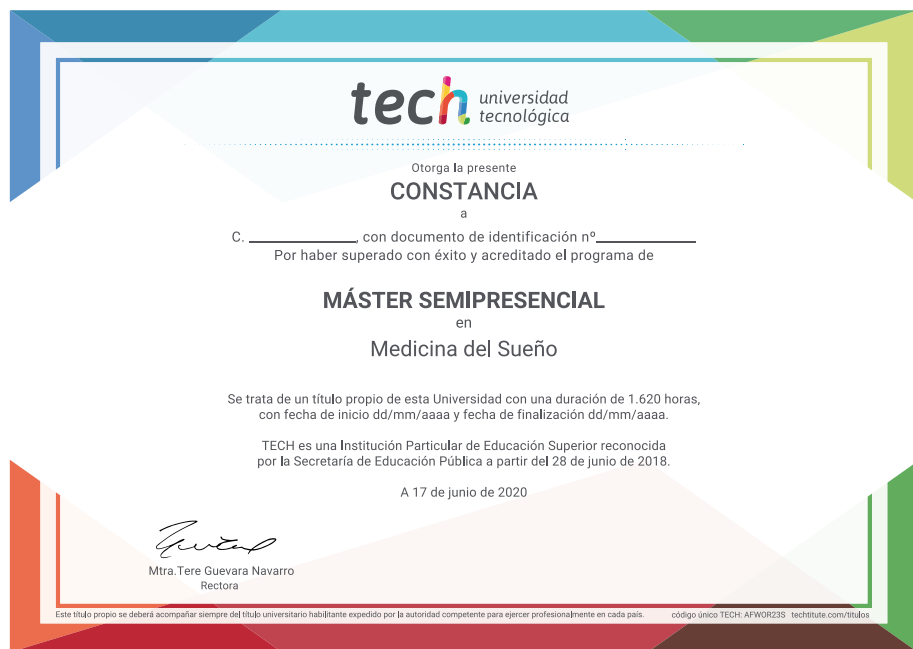 tech universidad
tecnológica
Otorga la presente
CONSTANCIA
a
C. ____________, con documento de identificación nº____________
Por haber superado con éxito y acreditado el programa de
MÁSTER SEMIPRESENCIAL
en
Medicina del Sueño
Se trata de un título propio de esta Universidad con una duración de 1.620 horas,
con fecha de inicio dd/mm/aaaa y fecha de finalización dd/mm/aaaa.
TECH es una Institución Particular de Educación Superior reconocida
por la Secretaría de Educación Pública a partir del 28 de junio de 2018.
A 17 de junio de 2020
Mtra.Tere Guevara Navarro
Rectora
Este título propio se deberá acompañar siempre del título universitario habilitante expedido por la autoridad competente para ejercer profesionalmente en cada país. código único TECH: AFWOR23S techtitute.com/titulos